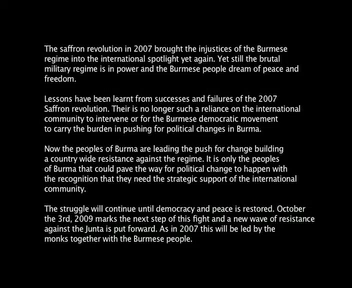 The saffron revolution in 2007 brought the injustices of the Burmese
regime into the international spotlight yet again. Yet still the brutal
military regime is in power and the Burmese people dream of peace and
freedom.
Lessons have been learnt from successes and failures of the 2007
Saffron revolution. Their is no longer such a reliance on the international
community to intervene or for the Burmese democratic movement
to carry the burden in pushing for political changes in Burma.
Now the peoples of Burma are leading the push for change building
a country wide resistance against the regime. It is only the peoples
of Burma that could pave the way for political change to happen with
the recognition that they need the strategic support of the international
community.
The struggle will continue until democracy and peace is restored. October
the 3rd, 2009 marks the next step of this fight and a new wave of resistance
against the Junta is put forward. As in 2007 this will be led by the
monks together with the Burmese people.